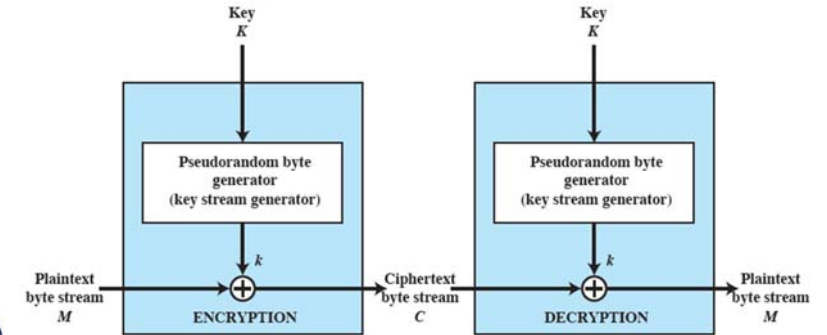 Key
K
Key
K
Pseudorandom byte
generator
(key stream generator)
Pseudorandom byte
generator
(key stream generator)
k
k
Plaintext
byte stream
M
Ciphertext
byte stream
C
Plaintext
byte stream
M
ENCRYPTION
DECRYPTION